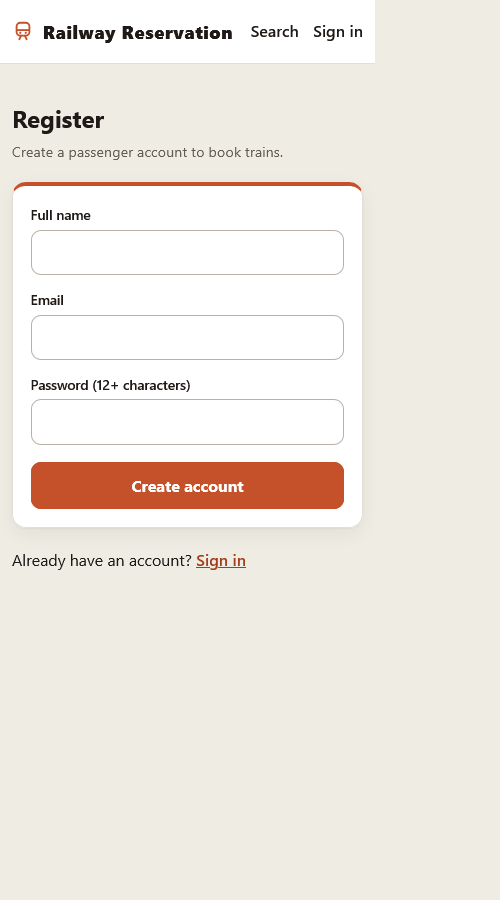 Railway Reservation Search Sign in
Register
Create a passenger account to book trains.
Full name
Email
Password (12+ characters)
Create account
Already have an account? Sign in